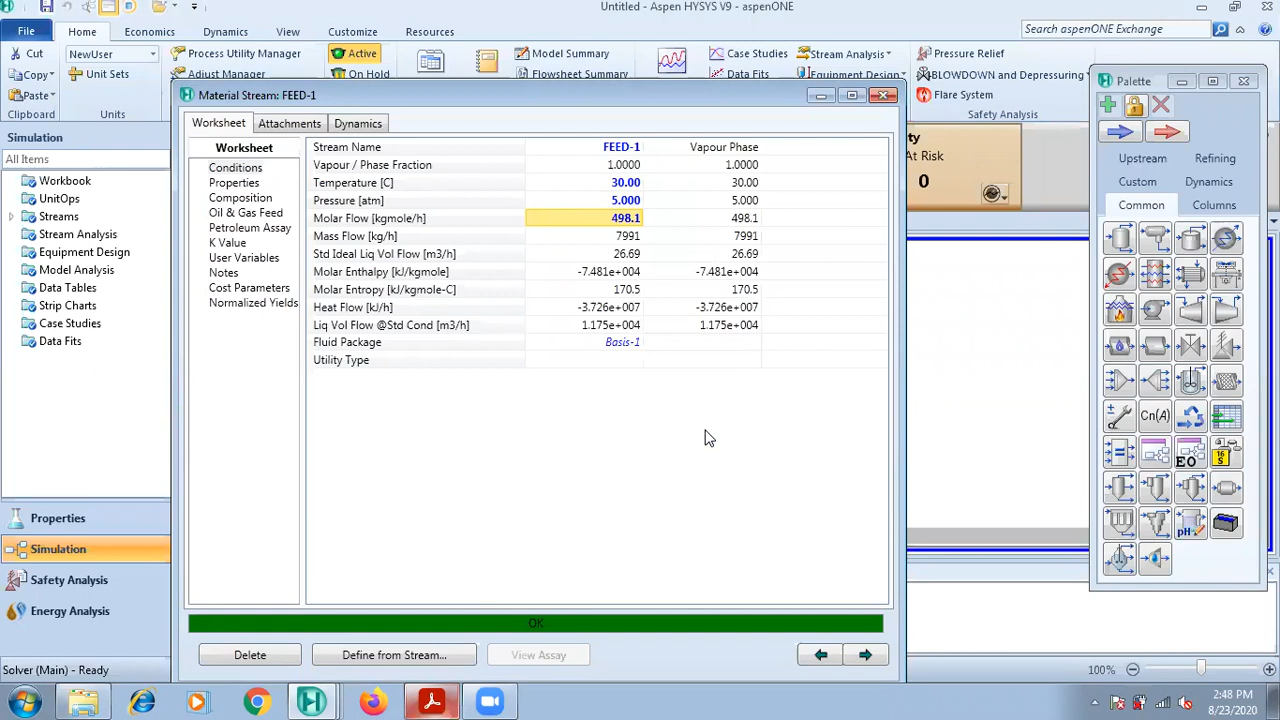 Untitled - Aspen HYSYS V9 - aspenONE
File Home Economics Dynamics View Customize Resources Search aspenONE Exchange
Cut NewUser Process Utility Manager Active Model Summary Case Studies Stream Analysis Pressure Relief
Copy Unit Sets Adjust Manager On Hold Flowsheet Summary Data Fits Equipment Design BLOWDOWN and Depressuring
Paste Flare System
Clipboard Units Safety Analysis
Simulation
All Items
Workbook
UnitOps
Streams
Stream Analysis
Equipment Design
Model Analysis
Data Tables
Strip Charts
Case Studies
Data Fits
Properties
Simulation
Safety Analysis
Energy Analysis
Solver (Main) - Ready
Material Stream: FEED-1
Worksheet Attachments Dynamics
Worksheet
Conditions
Properties
Composition
Oil & Gas Feed
Petroleum Assay
K Value
User Variables
Notes
Cost Parameters
Normalized Yields
Stream Name FEED-1 Vapour Phase
Vapour / Phase Fraction 1.0000 1.0000
Temperature [C] 30.00 30.00
Pressure [atm] 5.000 5.000
Molar Flow [kgmole/h] 498.1 498.1
Mass Flow [kg/h] 7991 7991
Std Ideal Liq Vol Flow [m3/h] 26.69 26.69
Molar Enthalpy [kJ/kgmole] -7.481e+004 -7.481e+004
Molar Entropy [kJ/kgmole-C] 170.5 170.5
Heat Flow [kJ/h] -3.726e+007 -3.726e+007
Liq Vol Flow @Std Cond [m3/h] 1.175e+004 1.175e+004
Fluid Package Basis-1
Utility Type
OK
Delete Define from Stream... View Assay
ty
At Risk
0
Palette
Upstream Refining
Custom Dynamics
Common Columns
Cn(A)
EO
16
S
pH
100%
2:48 PM
8/23/2020